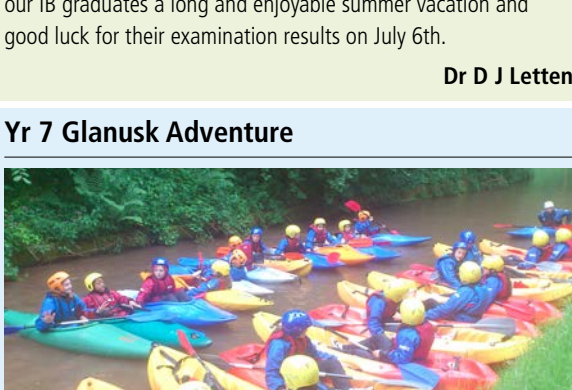 our IB graduates a long and enjoyable summer vacation and
good luck for their examination results on July 6th.
Dr D J Letten
Yr 7 Glanusk Adventure